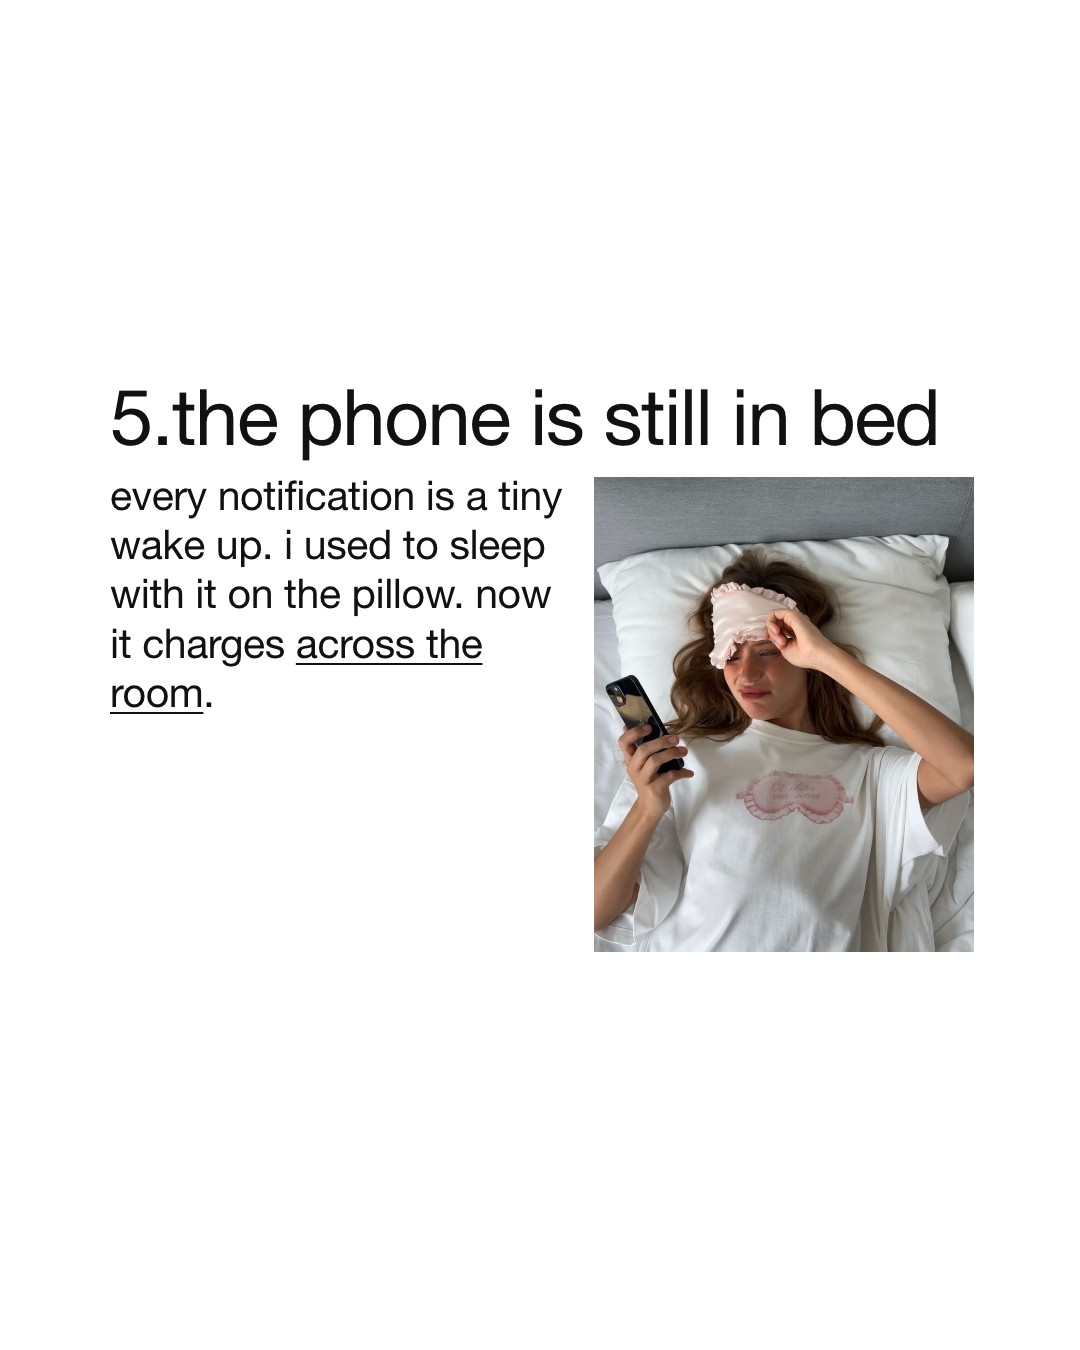 5.the phone is still in bed
every notification is a tiny
wake up. i used to sleep
with it on the pillow. now
it charges across the
room.